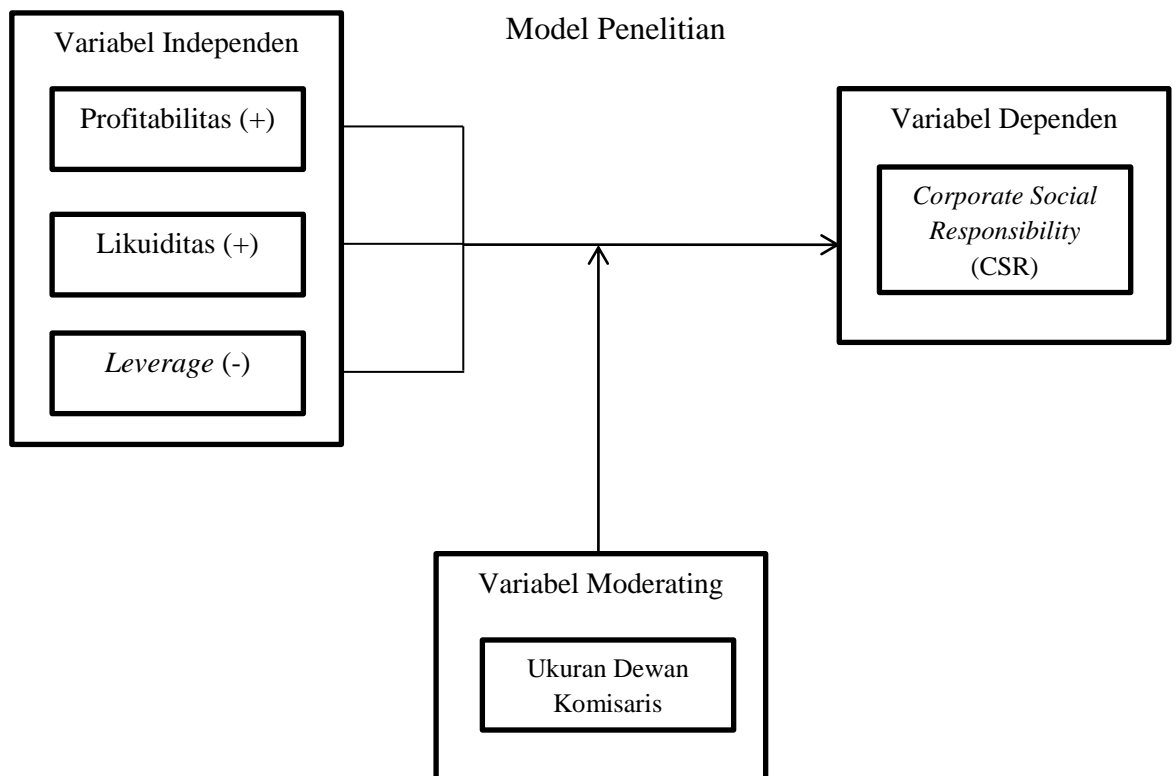 Model Penelitian
Variabel Independen
Profitabilitas (+)
Likuiditas (+)
Leverage (-)
Variabel Dependen
Corporate Social
Responsibility
(CSR)
Variabel Moderating
Ukuran Dewan
Komisaris